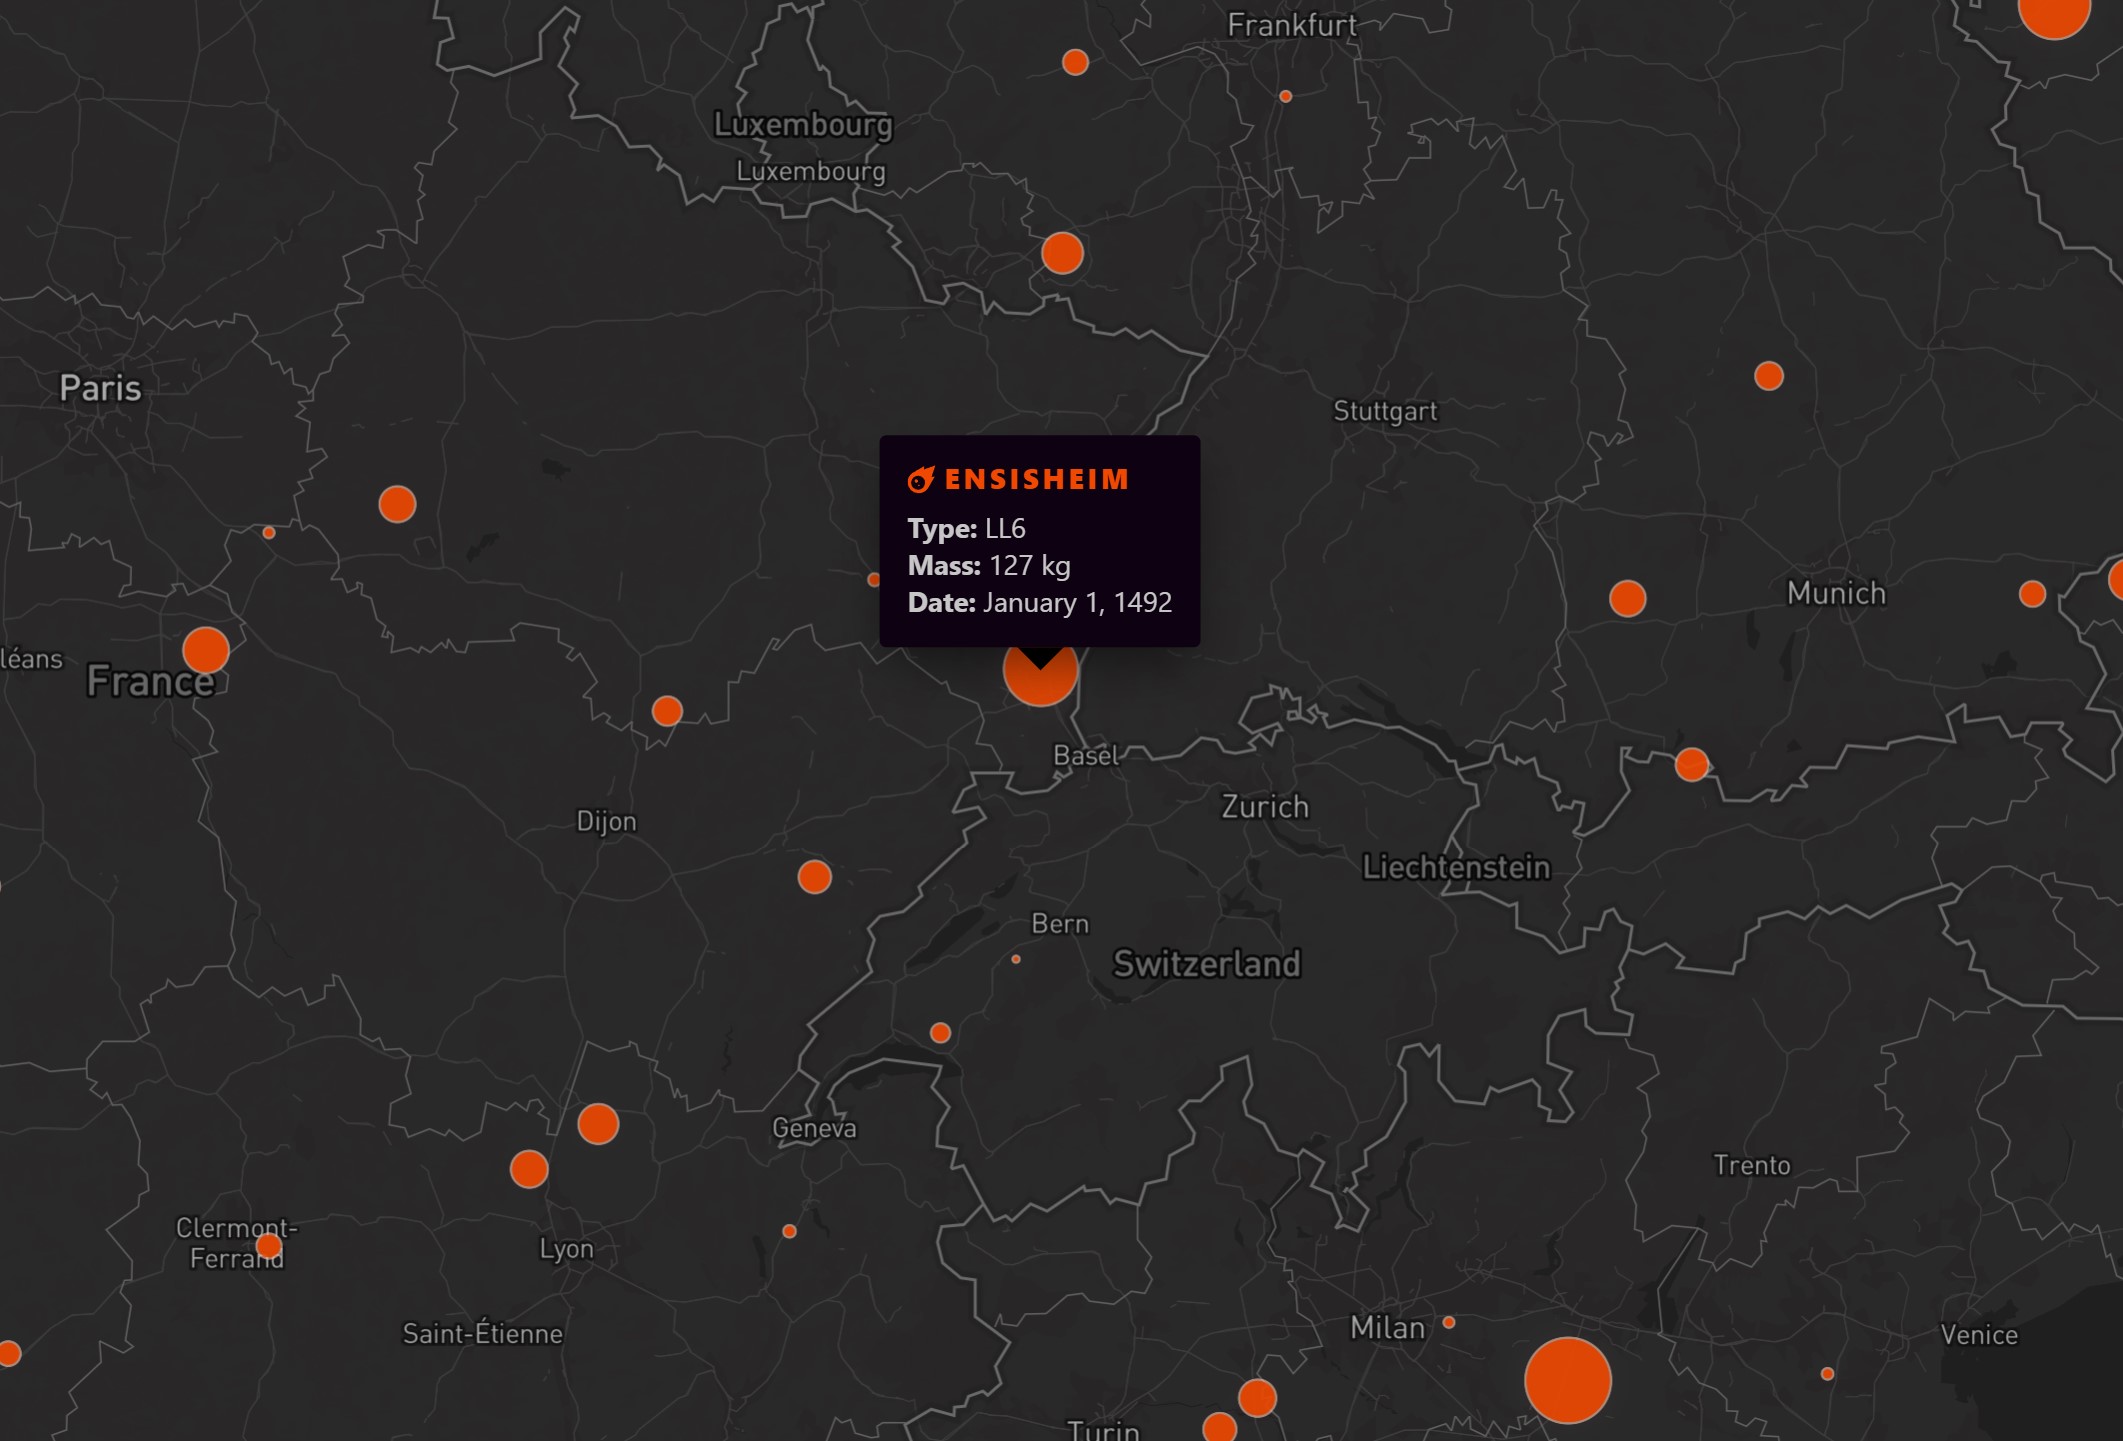 Frankfurt
Luxembourg
Luxembourg
Paris
Stuttgart
ENSISHEIM
Type: LL6
Mass: 127 kg
Date: January 1, 1492
Munich
léans
France
Basel
Zurich
Dijon
Liechtenstein
Bern
Switzerland
Geneva
Trento
Clermont-
Ferrand
Lyon
Saint-Étienne
Milan
Venice
Turin